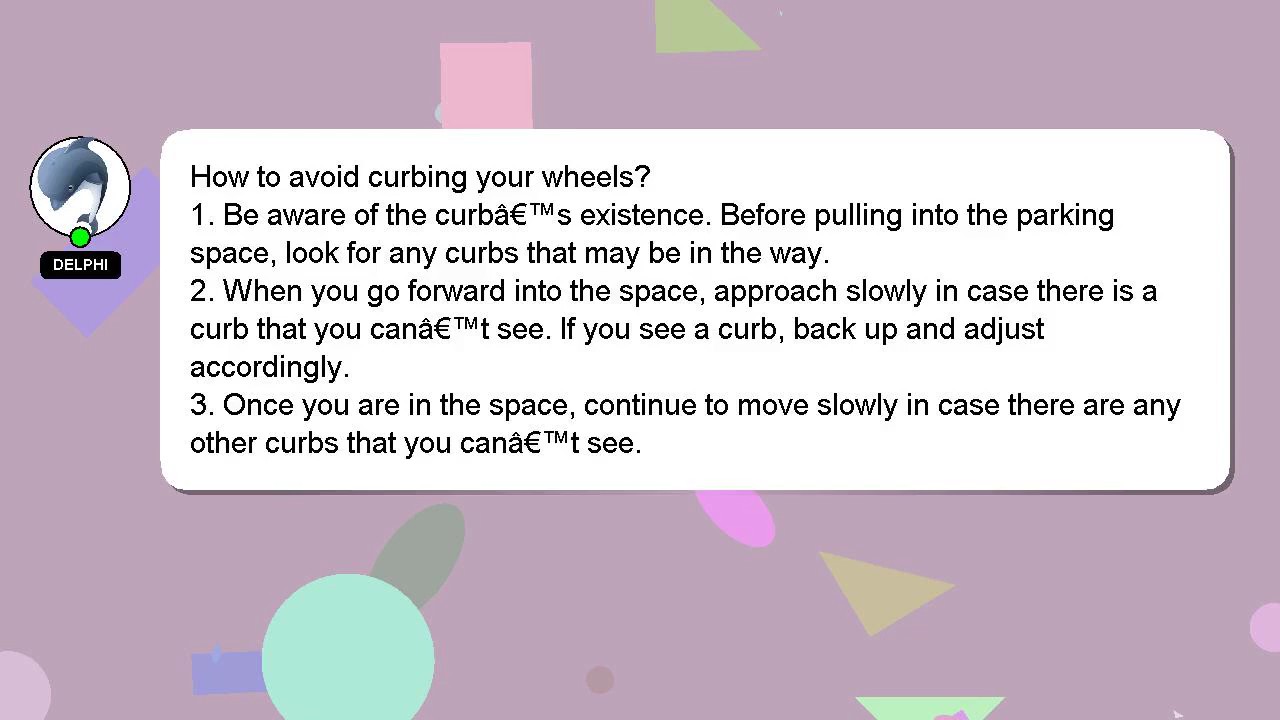 How to avoid curbing your wheels?
1. Be aware of the curbâ€™s existence. Before pulling into the parking
space, look for any curbs that may be in the way.
2. When you go forward into the space, approach slowly in case there is a
curb that you canâ€™t see. If you see a curb, back up and adjust
accordingly.
3. Once you are in the space, continue to move slowly in case there are any
other curbs that you canâ€™t see.
DELPHI